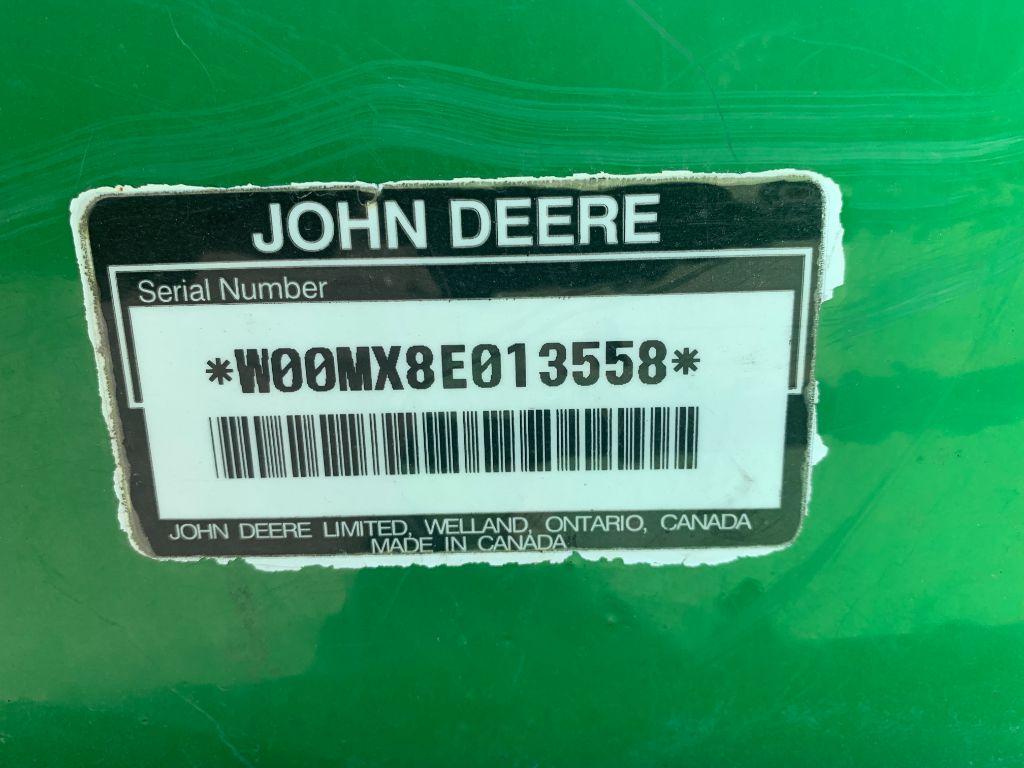 JOHN DEERE
Serial Number
*W00MX8E013558*
JOHN DEERE LIMITED, WELLAND, ONTARIO, CANADA
MADE IN CANADA